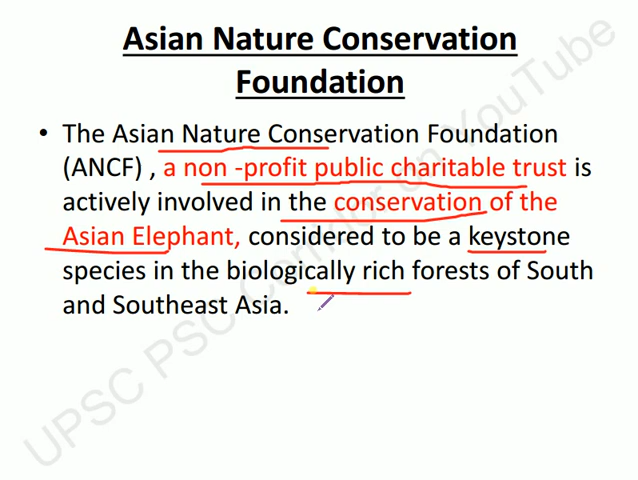 Asian Nature Conservation
Foundation
• The Asian Nature Conservation Foundation
(ANCF) , a non -profit public charitable trust is
actively involved in the conservation of the
Asian Elephant, considered to be a keystone
species in the biologically rich forests of South
and Southeast Asia.
UPSC PSC Corridor on YouTube